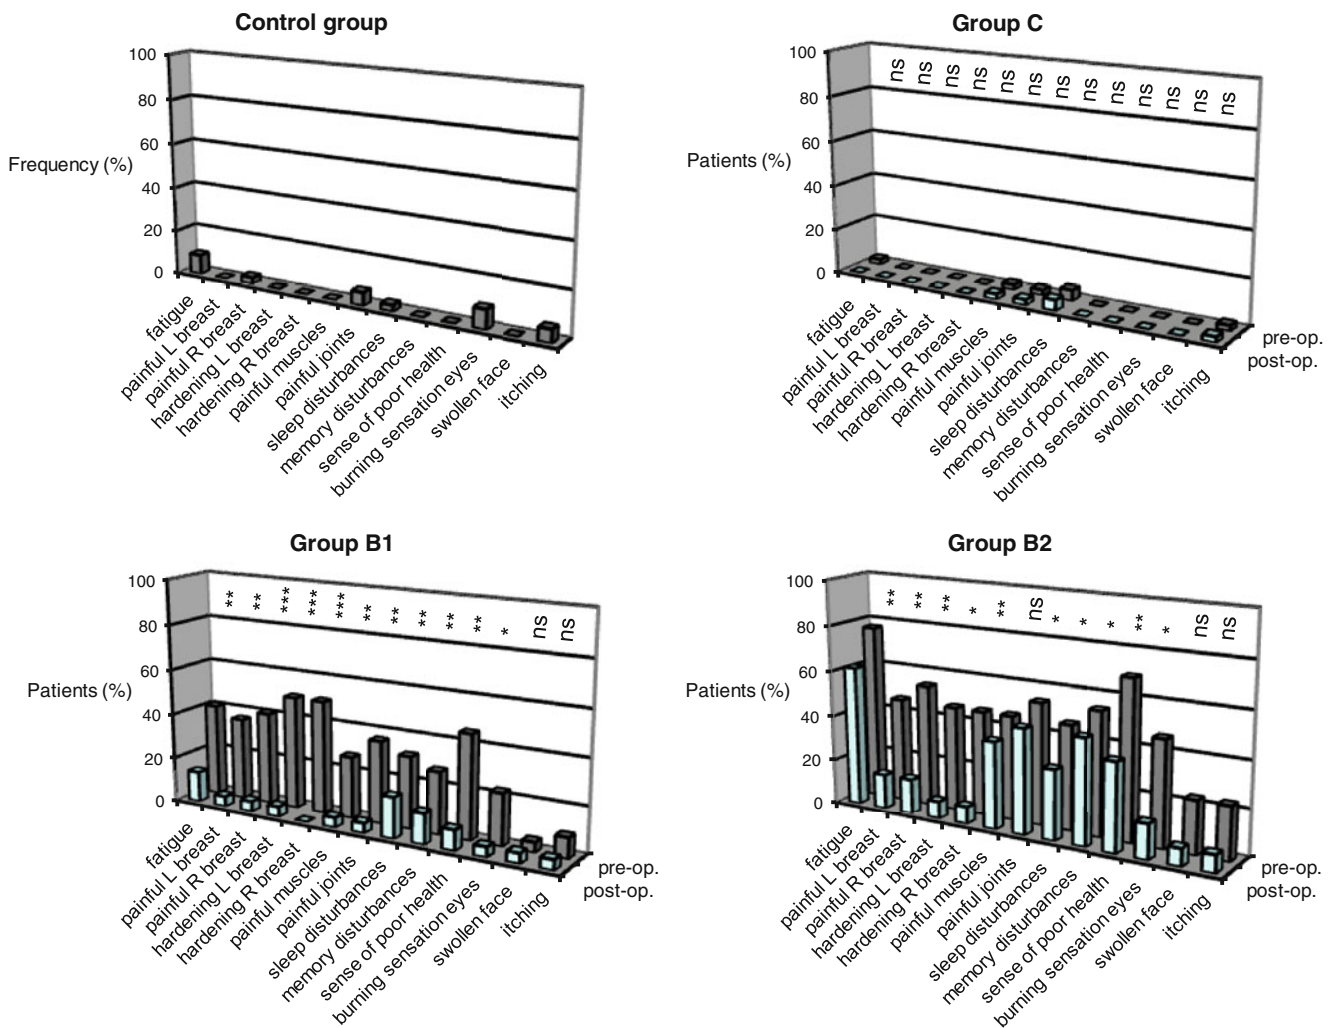 Control group
100
80
60
40
20
0
Frequency (%)
fatigue
painful L breast
painful R breast
hardening L breast
hardening R breast
painful muscles
painful joints
sleep disturbances
memory disturbances
sense of poor health
burning sensation eyes
swollen face
itching
Group C
100
80
60
40
20
0
Patients (%)
ns ns ns ns ns ns ns ns ns ns ns ns ns
fatigue
painful L breast
painful R breast
hardening L breast
hardening R breast
painful muscles
painful joints
sleep disturbances
memory disturbances
sense of poor health
burning sensation eyes
swollen face
itching
pre-op.
post-op.
Group B1
100
80
60
40
20
0
Patients (%)
** ** *** *** *** ** ** ** ** ** * ns ns
fatigue
painful L breast
painful R breast
hardening L breast
hardening R breast
painful muscles
painful joints
sleep disturbances
memory disturbances
sense of poor health
burning sensation eyes
swollen face
itching
pre-op.
post-op.
Group B2
100
80
60
40
20
0
Patients (%)
** ** ** * ** ns * * * ** * ns ns
fatigue
painful L breast
painful R breast
hardening L breast
hardening R breast
painful muscles
painful joints
sleep disturbances
memory disturbances
sense of poor health
burning sensation eyes
swollen face
itching
pre-op.
post-op.